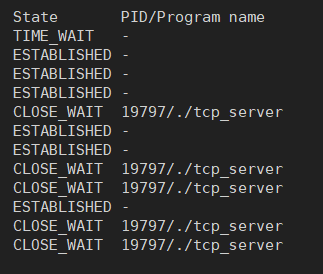 State PID/Program name
TIME_WAIT -
ESTABLISHED -
ESTABLISHED -
ESTABLISHED -
CLOSE_WAIT 19797/./tcp_server
ESTABLISHED -
ESTABLISHED -
CLOSE_WAIT 19797/./tcp_server
CLOSE_WAIT 19797/./tcp_server
ESTABLISHED -
CLOSE_WAIT 19797/./tcp_server
CLOSE_WAIT 19797/./tcp_server